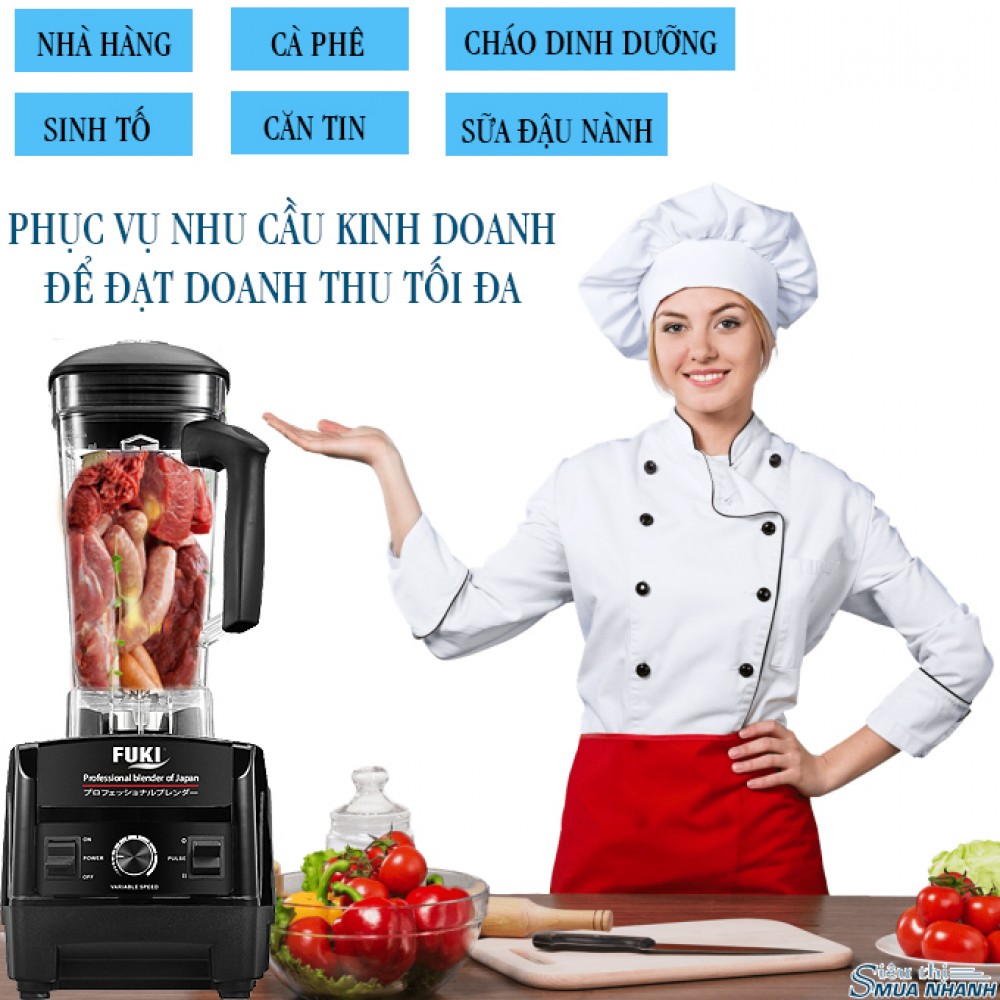 NHÀ HÀNG
CÀ PHÊ
CHÁO DINH DƯỠNG
SINH TỐ
CĂN TIN
SỮA ĐẬU NÀNH
PHỤC VỤ NHU CẦU KINH DOANH
ĐỂ ĐẠT DOANH THU TỐI ĐA
FUKI
Professional blender of Japan
プロフェッショナルブレンダー
ON
POWER
OFF
VARIABLE SPEED
O
PULSE
II
Siêu thị
MUA NHANH